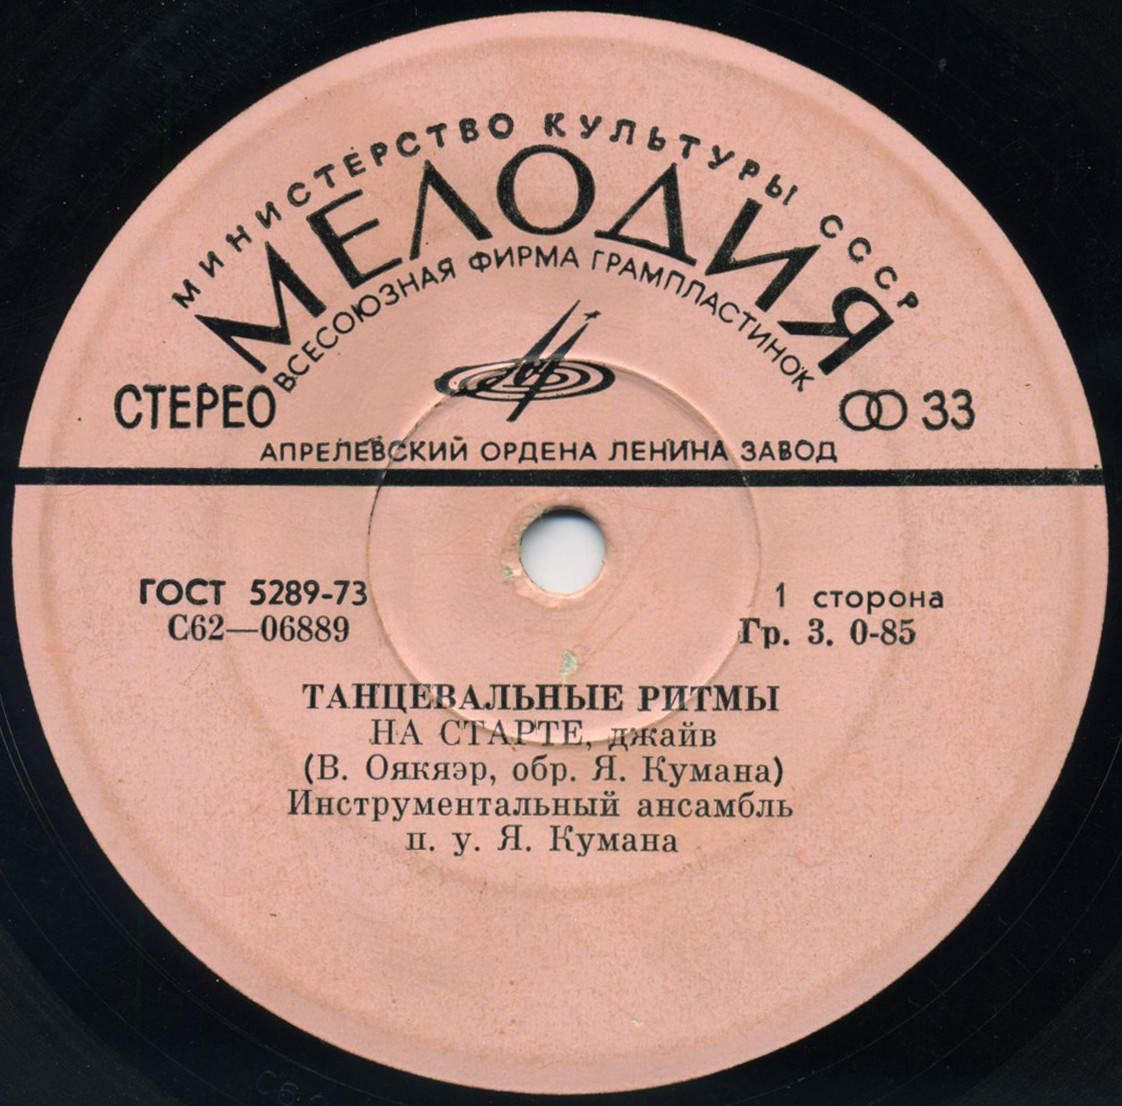 МИНИСТЕРСТВО КУЛЬТУРЫ СССР
МЕЛОДИЯ
ВСЕСОЮЗНАЯ ФИРМА ГРАМПЛАСТИНОК
СТЕРЕО
33
АПРЕЛЕВСКИЙ ОРДЕНА ЛЕНИНА ЗАВОД
ГОСТ 5289-73
С62—06889
1 сторона
Гр. 3. 0-85
ТАНЦЕВАЛЬНЫЕ РИТМЫ
НА СТАРТЕ, джайв
(В. Оякяэр, обр. Я. Кумана)
Инструментальный ансамбль
п. у. Я. Кумана